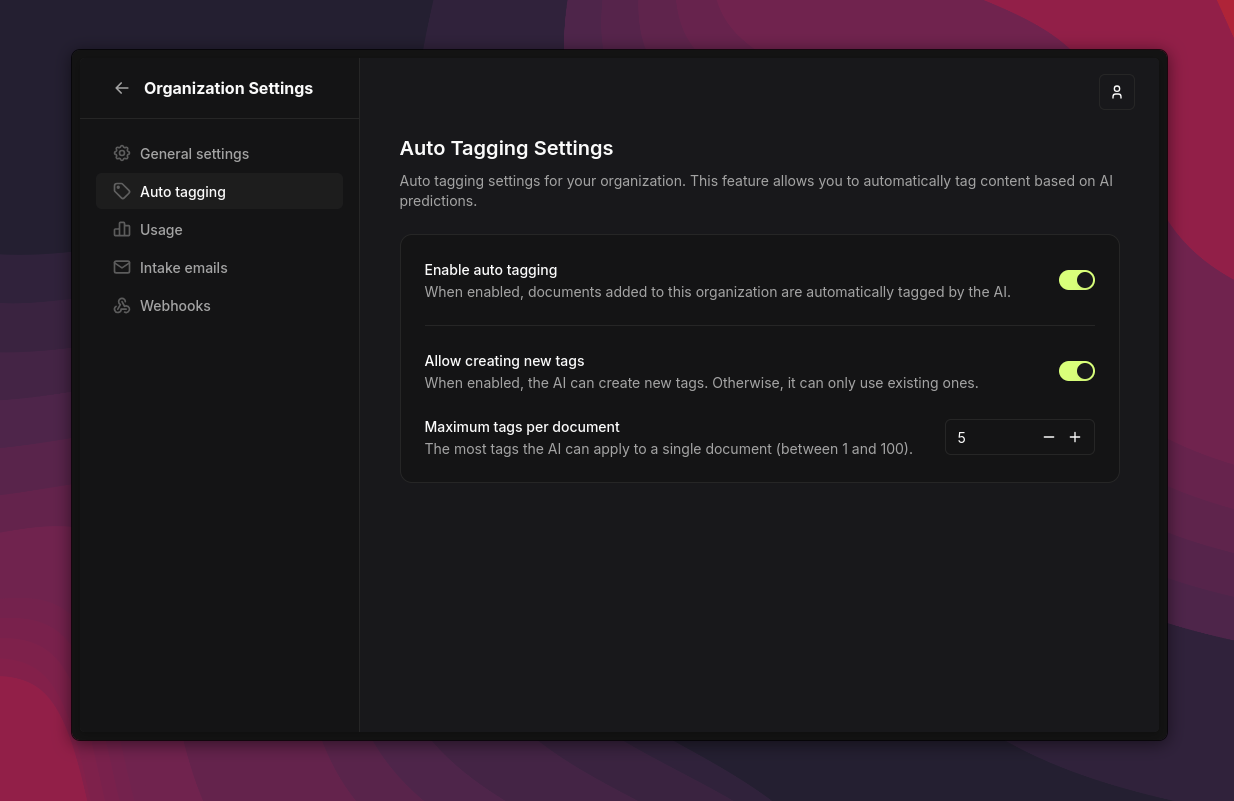 Organization Settings
General settings
Auto tagging
Usage
Intake emails
Webhooks
Auto Tagging Settings
Auto tagging settings for your organization. This feature allows you to automatically tag content based on AI
predictions.
Enable auto tagging
When enabled, documents added to this organization are automatically tagged by the AI.
Allow creating new tags
When enabled, the AI can create new tags. Otherwise, it can only use existing ones.
Maximum tags per document
The most tags the AI can apply to a single document (between 1 and 100).
5